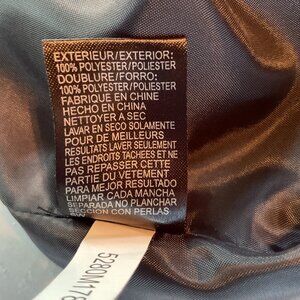 EXTERIEUR/EXTERIOR:
100% POLYESTER/POLIESTER
DOUBLURE/FORRO:
100% POLYESTER/POLIESTER
FABRIQUE EN CHINE
HECHO EN CHINA
NETTOYER A SEC
LAVAR EN SECO SOLAMENTE
POUR DE MEILLEURS
RESULTATS LAVER SEULEMENT
LES ENDROITS TACHÉES ET NE
PAS REPASSER CETTE
PARTIE DU VETEMENT
PARA MEJOR RESULTADO
LIMPIAR CADA MANCHA
SEPARADA NO PLANCHAR
SECCION CON PERLAS